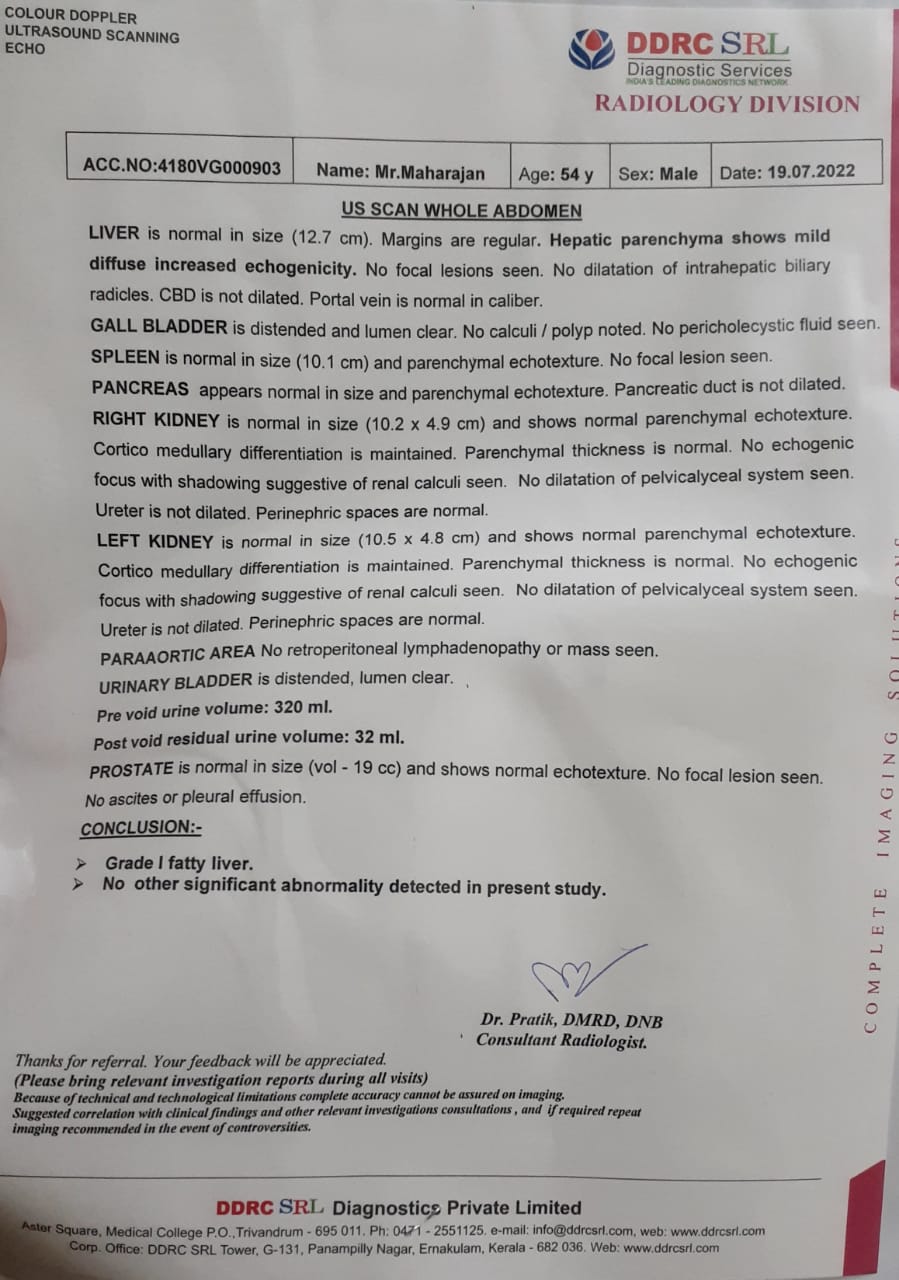 COLOUR DOPPLER
ULTRASOUND SCANNING
ECHO
DDRC SRL
Diagnostic Services
INDIA'S LEADING DIAGNOSTICS NETWORK
RADIOLOGY DIVISION
ACC.NO:4180VG000903 Name: Mr.Maharajan Age: 54 y Sex: Male Date: 19.07.2022
US SCAN WHOLE ABDOMEN
LIVER is normal in size (12.7 cm). Margins are regular. Hepatic parenchyma shows mild
diffuse increased echogenicity. No focal lesions seen. No dilatation of intrahepatic biliary
radicles. CBD is not dilated. Portal vein is normal in caliber.
GALL BLADDER is distended and lumen clear. No calculi / polyp noted. No pericholecystic fluid seen.
SPLEEN is normal in size (10.1 cm) and parenchymal echotexture. No focal lesion seen.
PANCREAS appears normal in size and parenchymal echotexture. Pancreatic duct is not dilated.
RIGHT KIDNEY is normal in size (10.2 x 4.9 cm) and shows normal parenchymal echotexture.
Cortico medullary differentiation is maintained. Parenchymal thickness is normal. No echogenic
focus with shadowing suggestive of renal calculi seen. No dilatation of pelvicalyceal system seen.
Ureter is not dilated. Perinephric spaces are normal.
LEFT KIDNEY is normal in size (10.5 x 4.8 cm) and shows normal parenchymal echotexture.
Cortico medullary differentiation is maintained. Parenchymal thickness is normal. No echogenic
focus with shadowing suggestive of renal calculi seen. No dilatation of pelvicalyceal system seen.
Ureter is not dilated. Perinephric spaces are normal.
PARAAORTIC AREA No retroperitoneal lymphadenopathy or mass seen.
URINARY BLADDER is distended, lumen clear.
Pre void urine volume: 320 ml.
Post void residual urine volume: 32 ml.
PROSTATE is normal in size (vol - 19 cc) and shows normal echotexture. No focal lesion seen.
No ascites or pleural effusion.
CONCLUSION:-
➢ Grade I fatty liver.
➢ No other significant abnormality detected in present study.
Dr. Pratik, DMRD, DNB
Consultant Radiologist.
Thanks for referral. Your feedback will be appreciated.
(Please bring relevant investigation reports during all visits)
Because of technical and technological limitations complete accuracy cannot be assured on imaging.
Suggested correlation with clinical findings and other relevant investigations consultations , and if required repeat
imaging recommended in the event of controversities.
COMPLETE IMAGING SOLUTIONS
DDRC SRL Diagnostics Private Limited
Aster Square, Medical College P.O.,Trivandrum - 695 011. Ph: 0471 - 2551125. e-mail: info@ddrcsrl.com, web: www.ddrcsrl.com
Corp. Office: DDRC SRL Tower, G-131, Panampilly Nagar, Ernakulam, Kerala - 682 036. Web: www.ddrcsrl.com